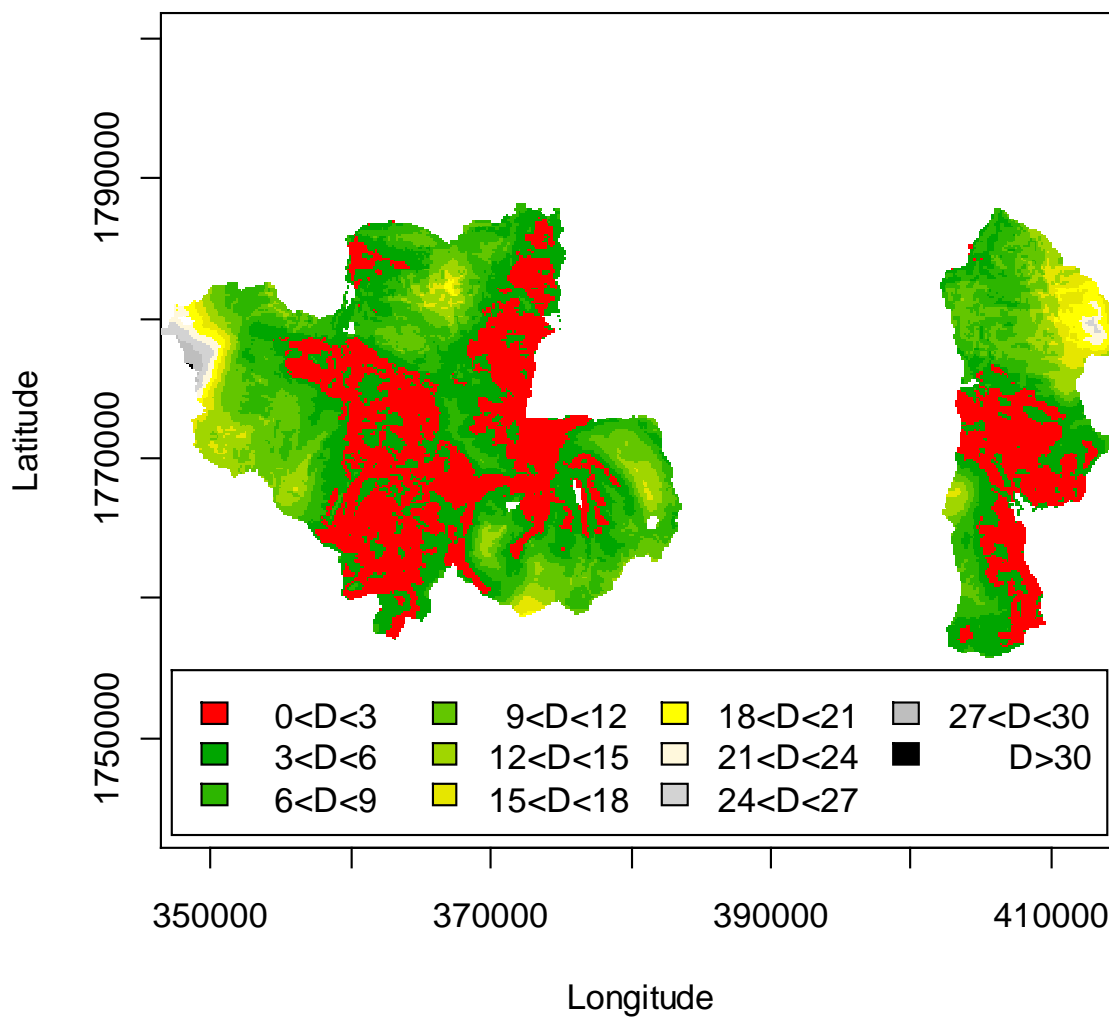 Latitude
1790000
1770000
1750000
0<D<3 9<D<12 18<D<21 27<D<30
3<D<6 12<D<15 21<D<24 D>30
6<D<9 15<D<18 24<D<27
350000 370000 390000 410000
Longitude